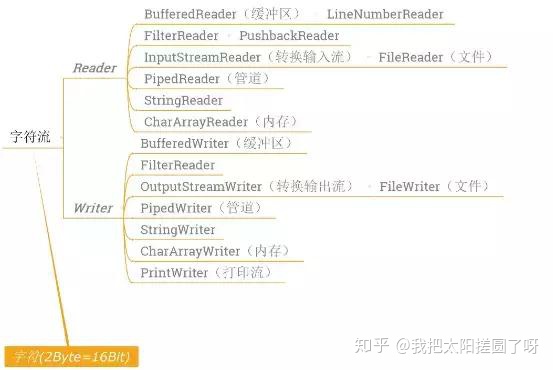 BufferedReader（缓冲区） - LineNumberReader
FilterReader - PushbackReader
InputStreamReader（转换输入流） - FileReader（文件）
Reader
PipedReader（管道）
StringReader
CharArrayReader（内存）
字符流
BufferedWriter（缓冲区）
FilterReader
OutputStreamWriter（转换输出流） - FileWriter（文件）
Writer
PipedWriter（管道）
StringWriter
CharArrayWriter（内存）
PrintWriter（打印流）
字符(2Byte=16Bit)
知乎 @我把太阳搓圆了呀